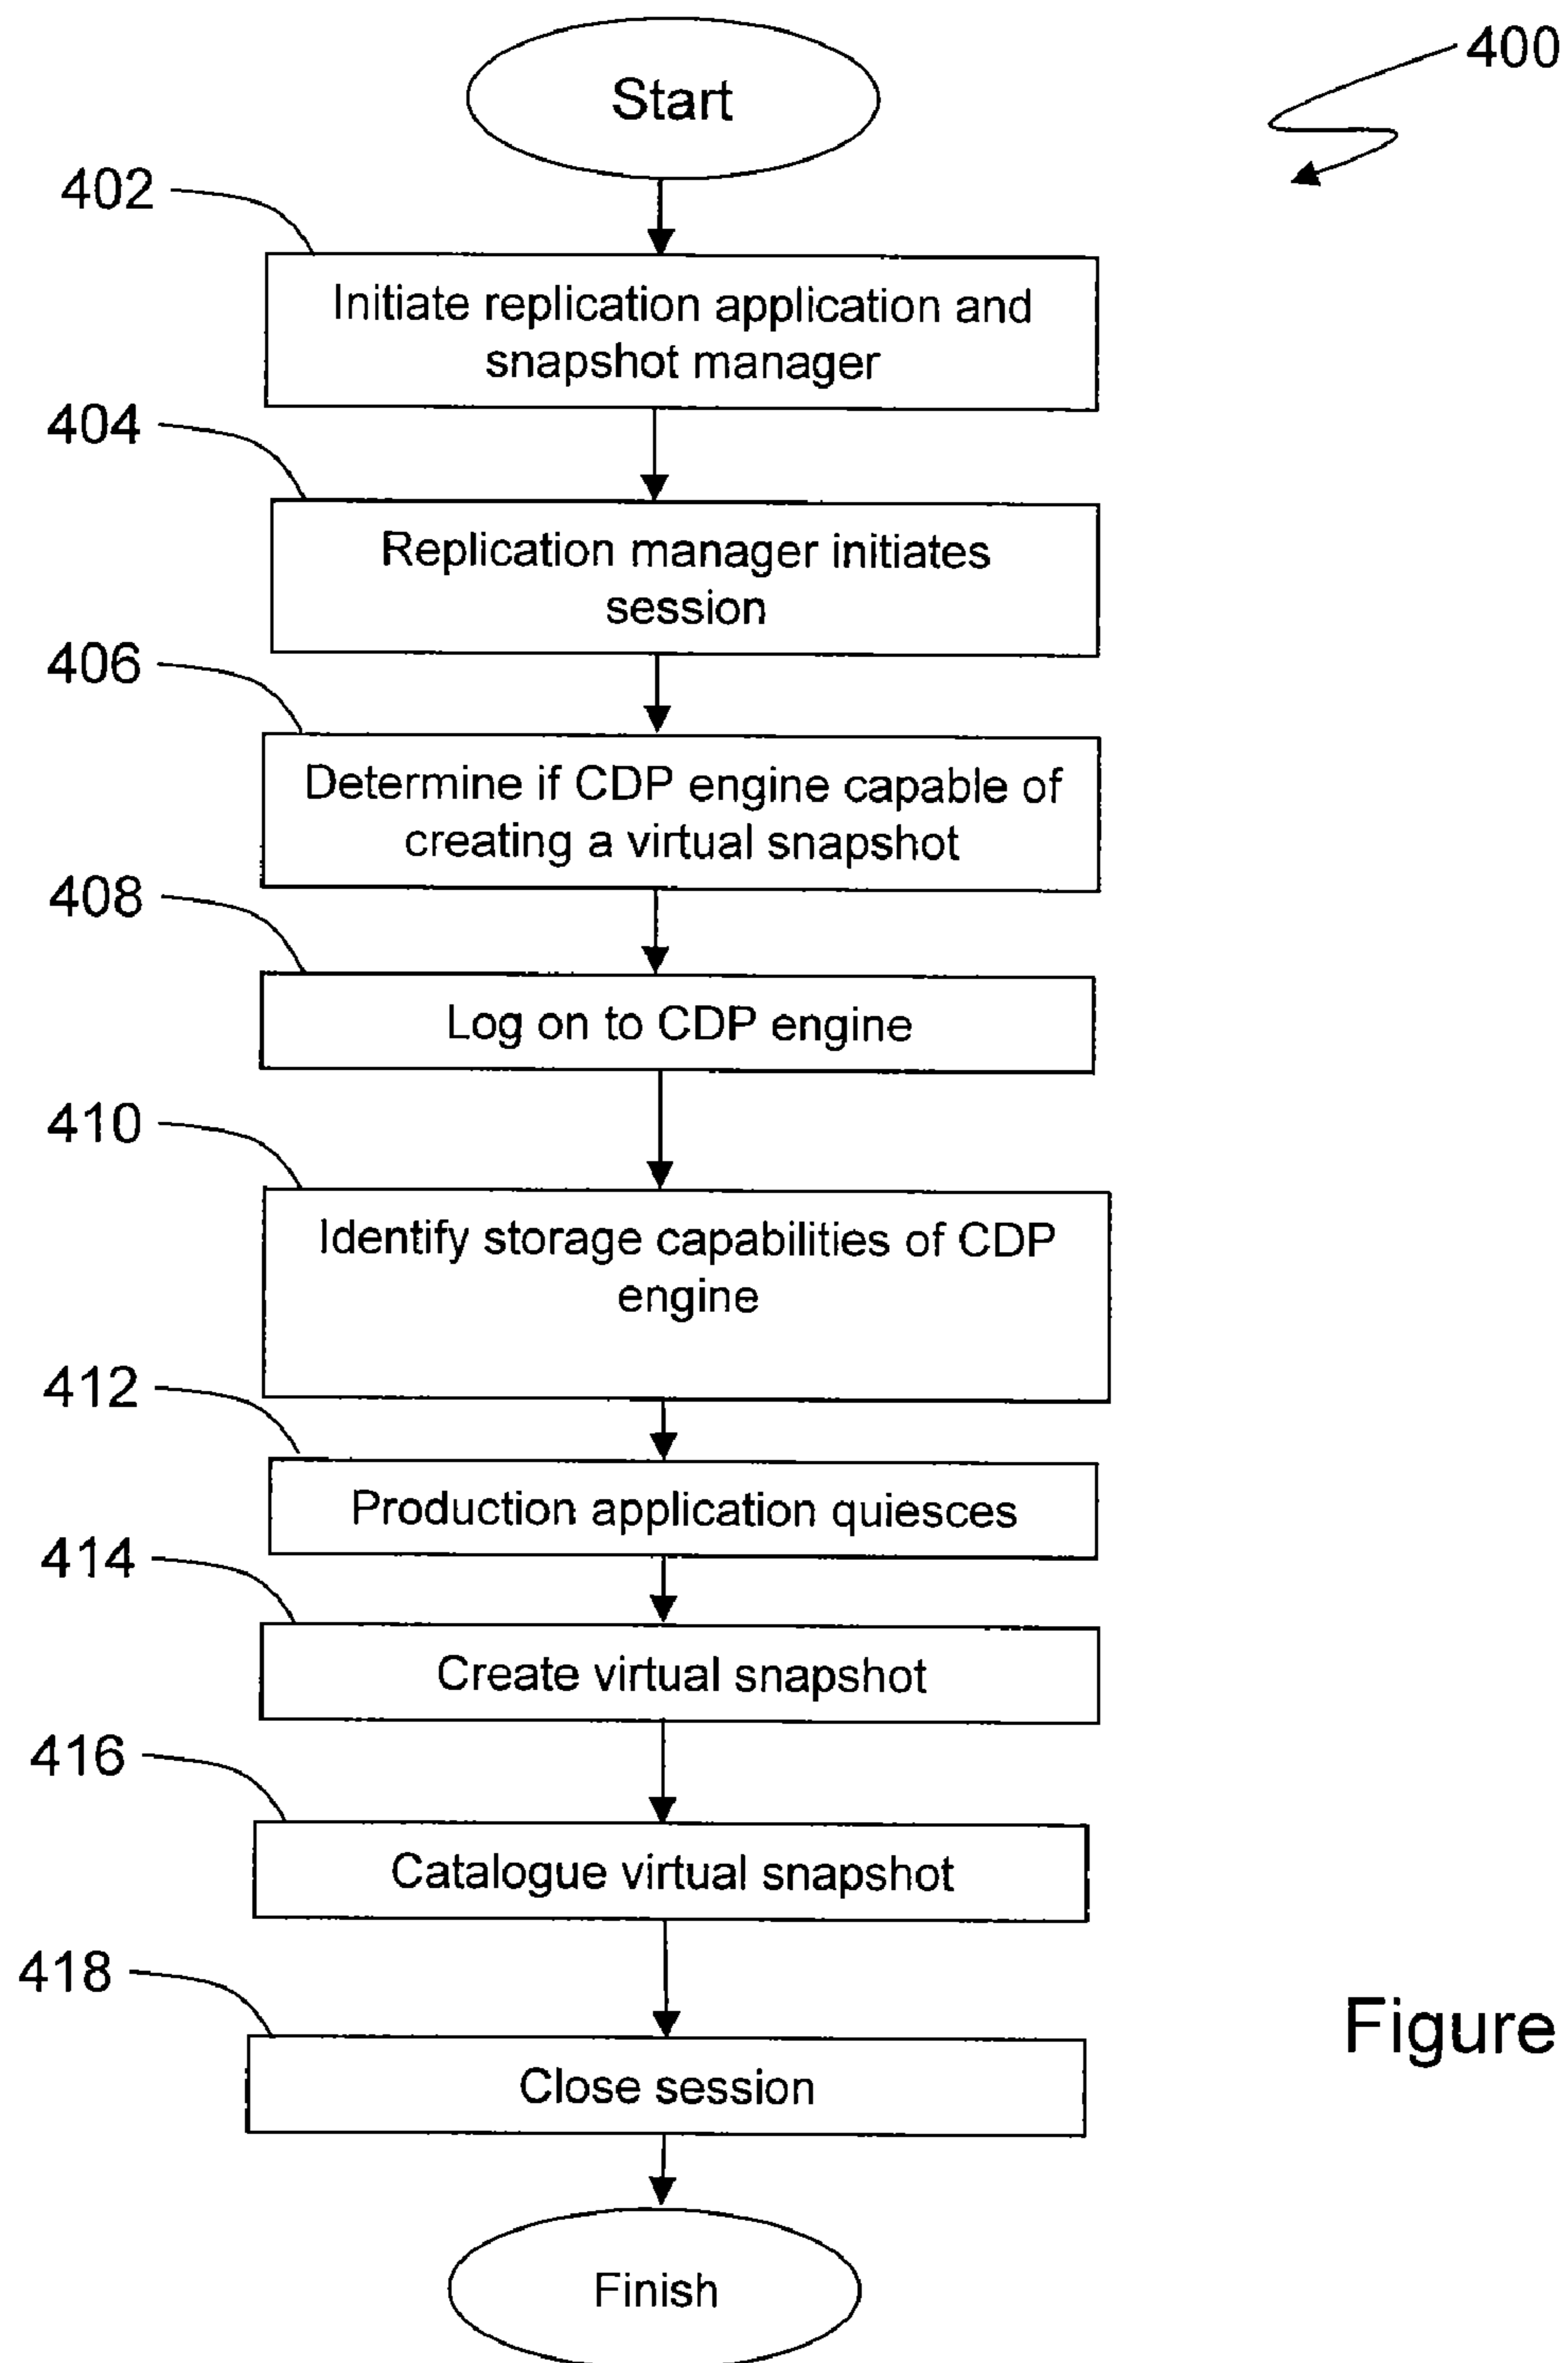 Start
400
402
Initiate replication application and
snapshot manager
404
Replication manager initiates
session
406
Determine if CDP engine capable of
creating a virtual snapshot
408
Log on to CDP engine
410
Identify storage capabilities of CDP
engine
412
Production application quiesces
414
Create virtual snapshot
416
Catalogue virtual snapshot
418
Close session
Figure
Finish